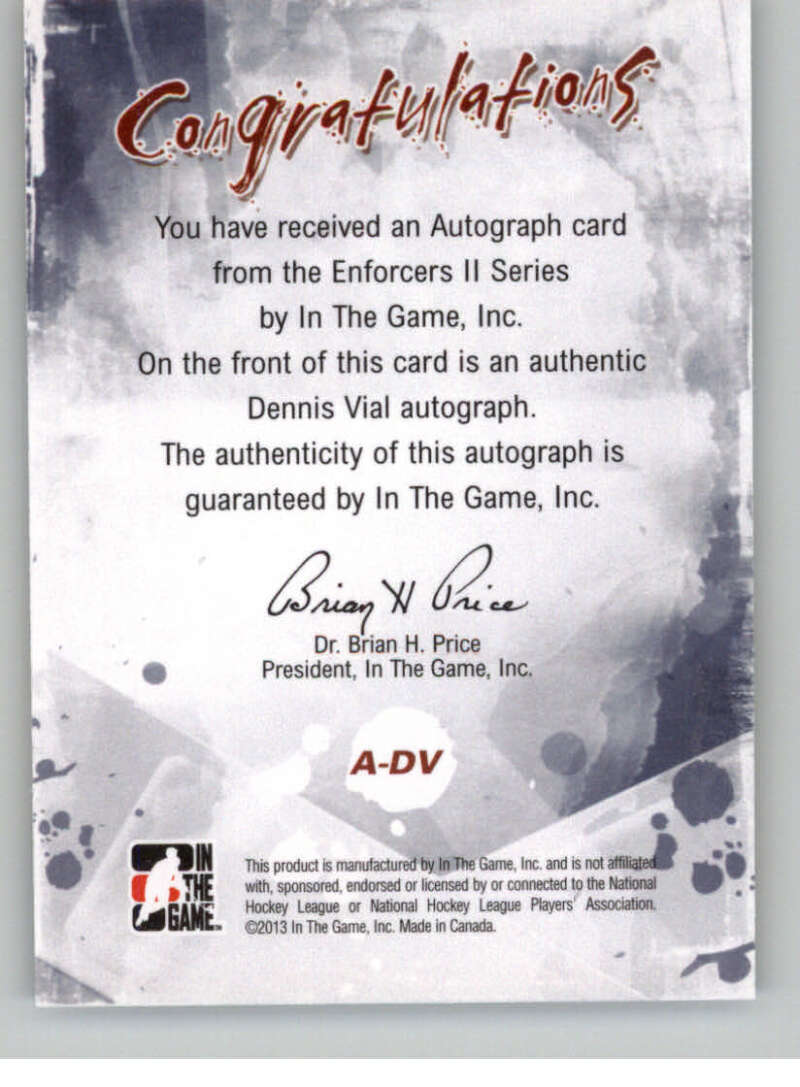 Congratulations
You have received an Autograph card
from the Enforcers II Series
by In The Game, Inc.
On the front of this card is an authentic
Dennis Vial autograph.
The authenticity of this autograph is
guaranteed by In The Game, Inc.
Brian H Price
Dr. Brian H. Price
President, In The Game, Inc.
A-DV
IN
THE
GAME
This product is manufactured by In The Game, Inc. and is not affiliated
with, sponsored, endorsed or licensed by or connected to the National
Hockey League or National Hockey League Players' Association.
©2013 In The Game, Inc. Made in Canada.